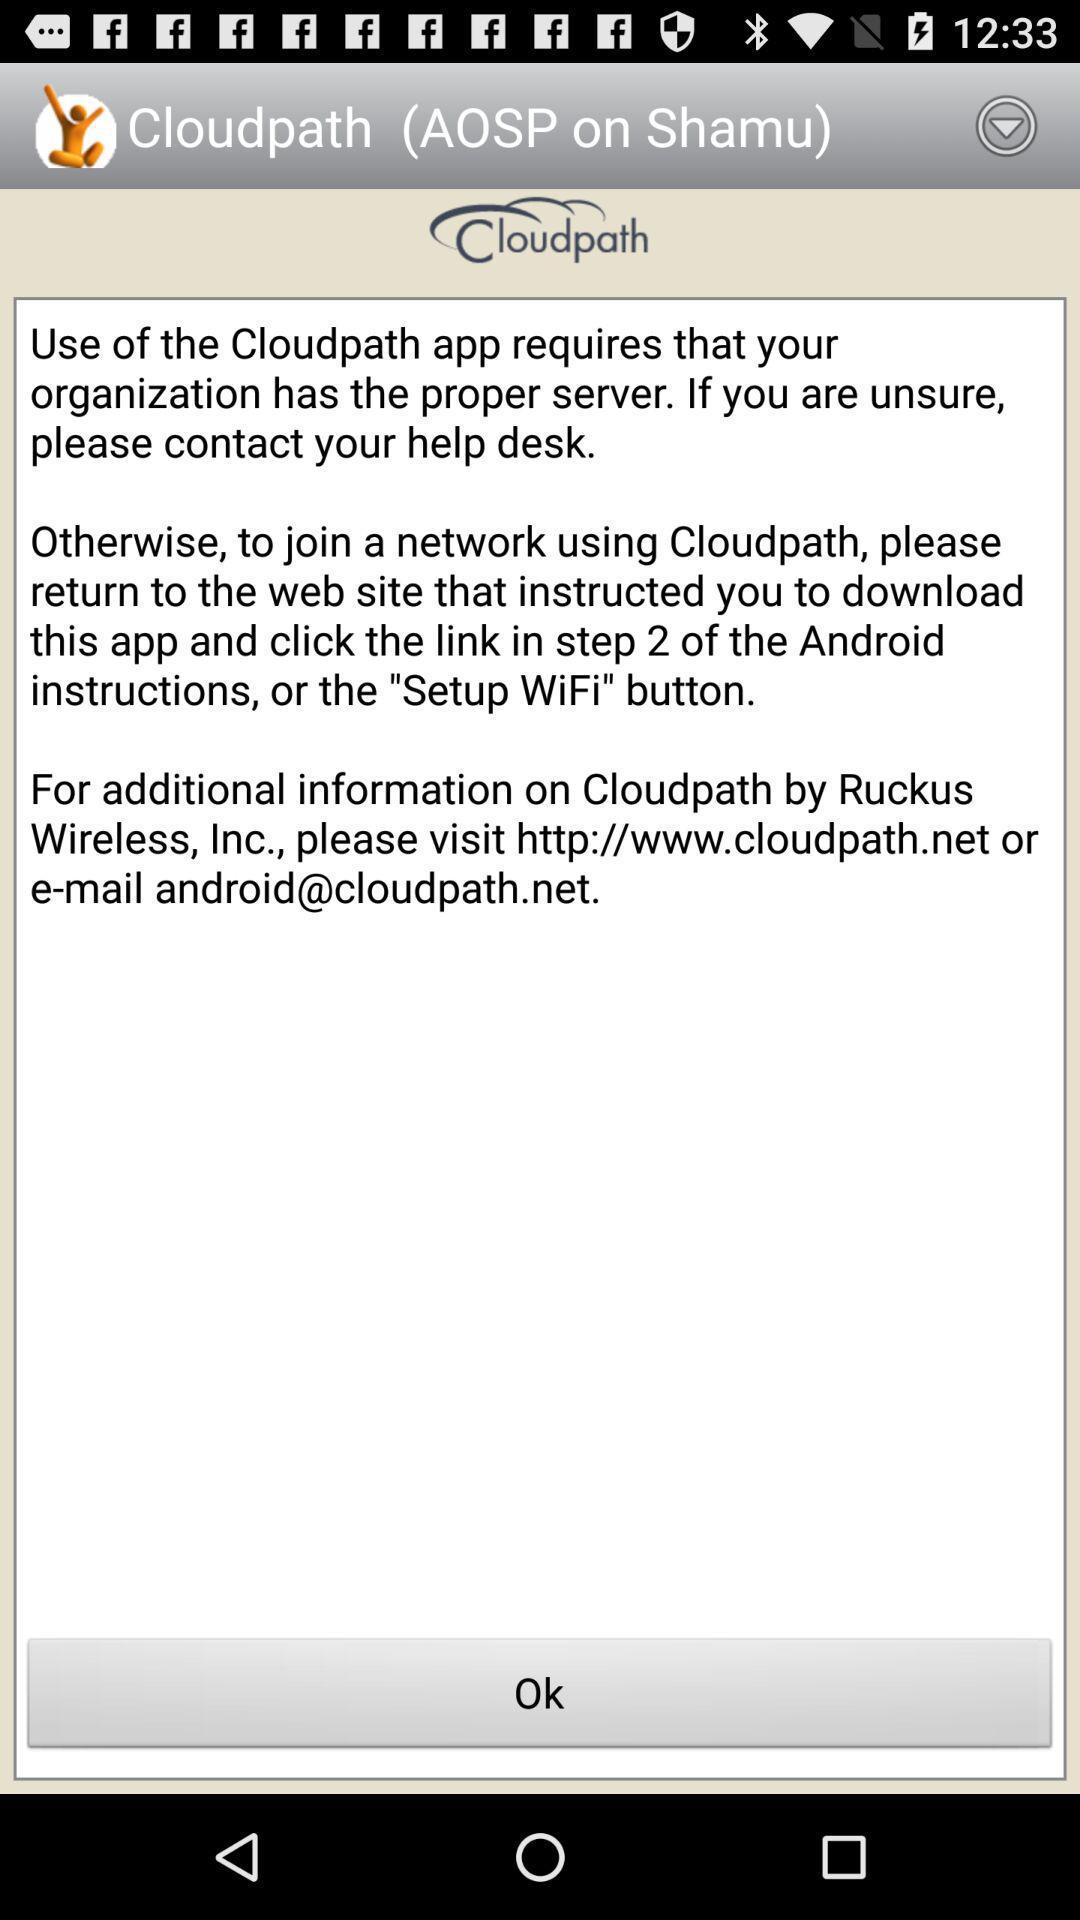 12:33
Cloudpath (AOSP on Shamu)
Cloudpath
Use of the Cloudpath app requires that your
organization has the proper server. If you are unsure,
please contact your help desk.
Otherwise, to join a network using Cloudpath, please
return to the web site that instructed you to download
this app and click the link in step 2 of the Android
instructions, or the "Setup WiFi" button.
For additional information on Cloudpath by Ruckus
Wireless, Inc., please visit http://www.cloudpath.net or
e-mail android@cloudpath.net.
Ok